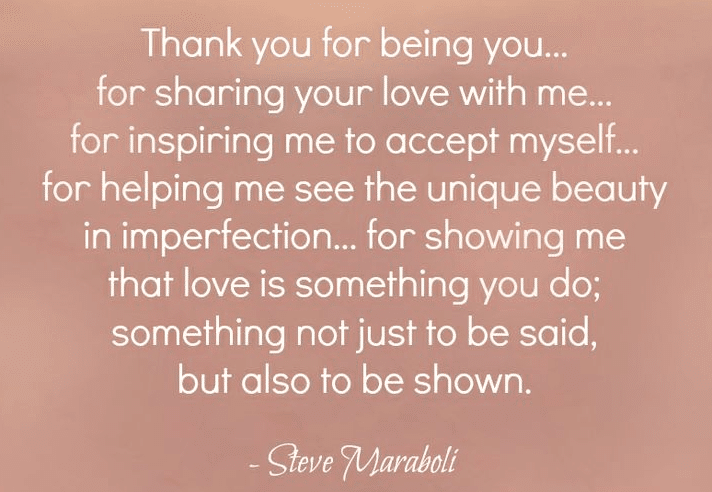 Thank you for being you...
for sharing your love with me...
for inspiring me to accept myself...
for helping me see the unique beauty
in imperfection... for showing me
that love is something you do;
something not just to be said,
but also to be shown.
- Steve Maraboli